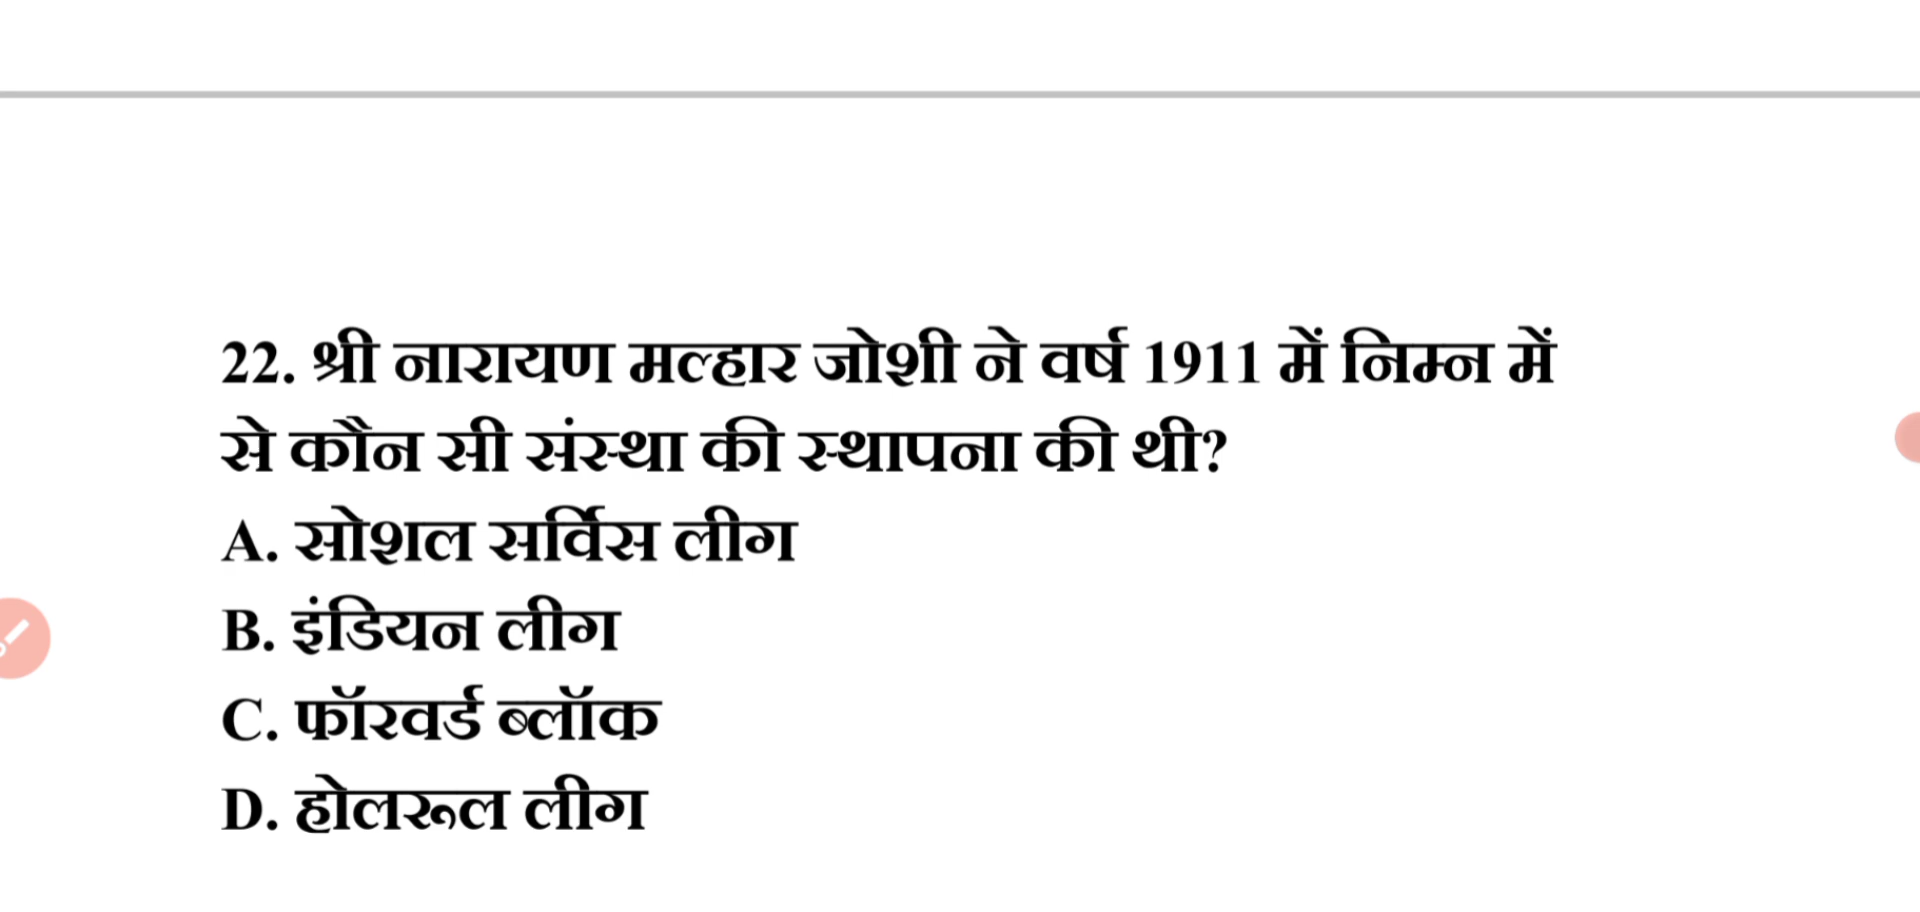 22. श्री नारायण मल्हार जोशी ने वर्ष 1911 में निम्न में
से कौन सी संस्था की स्थापना की थी?
A. सोशल सर्विस लीग
B. इंडियन लीग
C. फॉरवर्ड ब्लॉक
D. होलरूल लीग